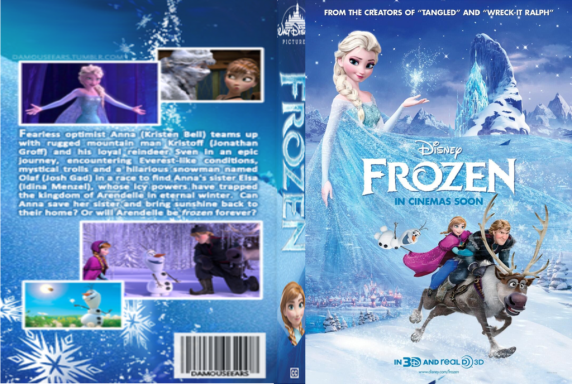 DAMOUSEEARS.TUMBLR.COM
Fearless optimist Anna (Kristen Bell) teams up
with rugged mountain man Kristoff (Jonathan
Groff) and his loyal reindeer Sven in an epic
journey, encountering Everest-like conditions,
mystical trolls and a hilarious snowman named
Olaf (Josh Gad) in a race to find Anna's sister Elsa
(Idina Menzel), whose icy powers have trapped
the kingdom of Arendelle in eternal winter. Can
Anna save her sister and bring sunshine back to
their home? Or will Arendelle be frozen forever?
DAMOUSEEARS
WALT DISNEY
PICTURES
FROZEN
FROM THE CREATORS OF "TANGLED" AND "WRECK-IT RALPH"
Disney
FROZEN
IN CINEMAS SOON
IN 3D AND REAL D 3D
www.disney.com/frozen